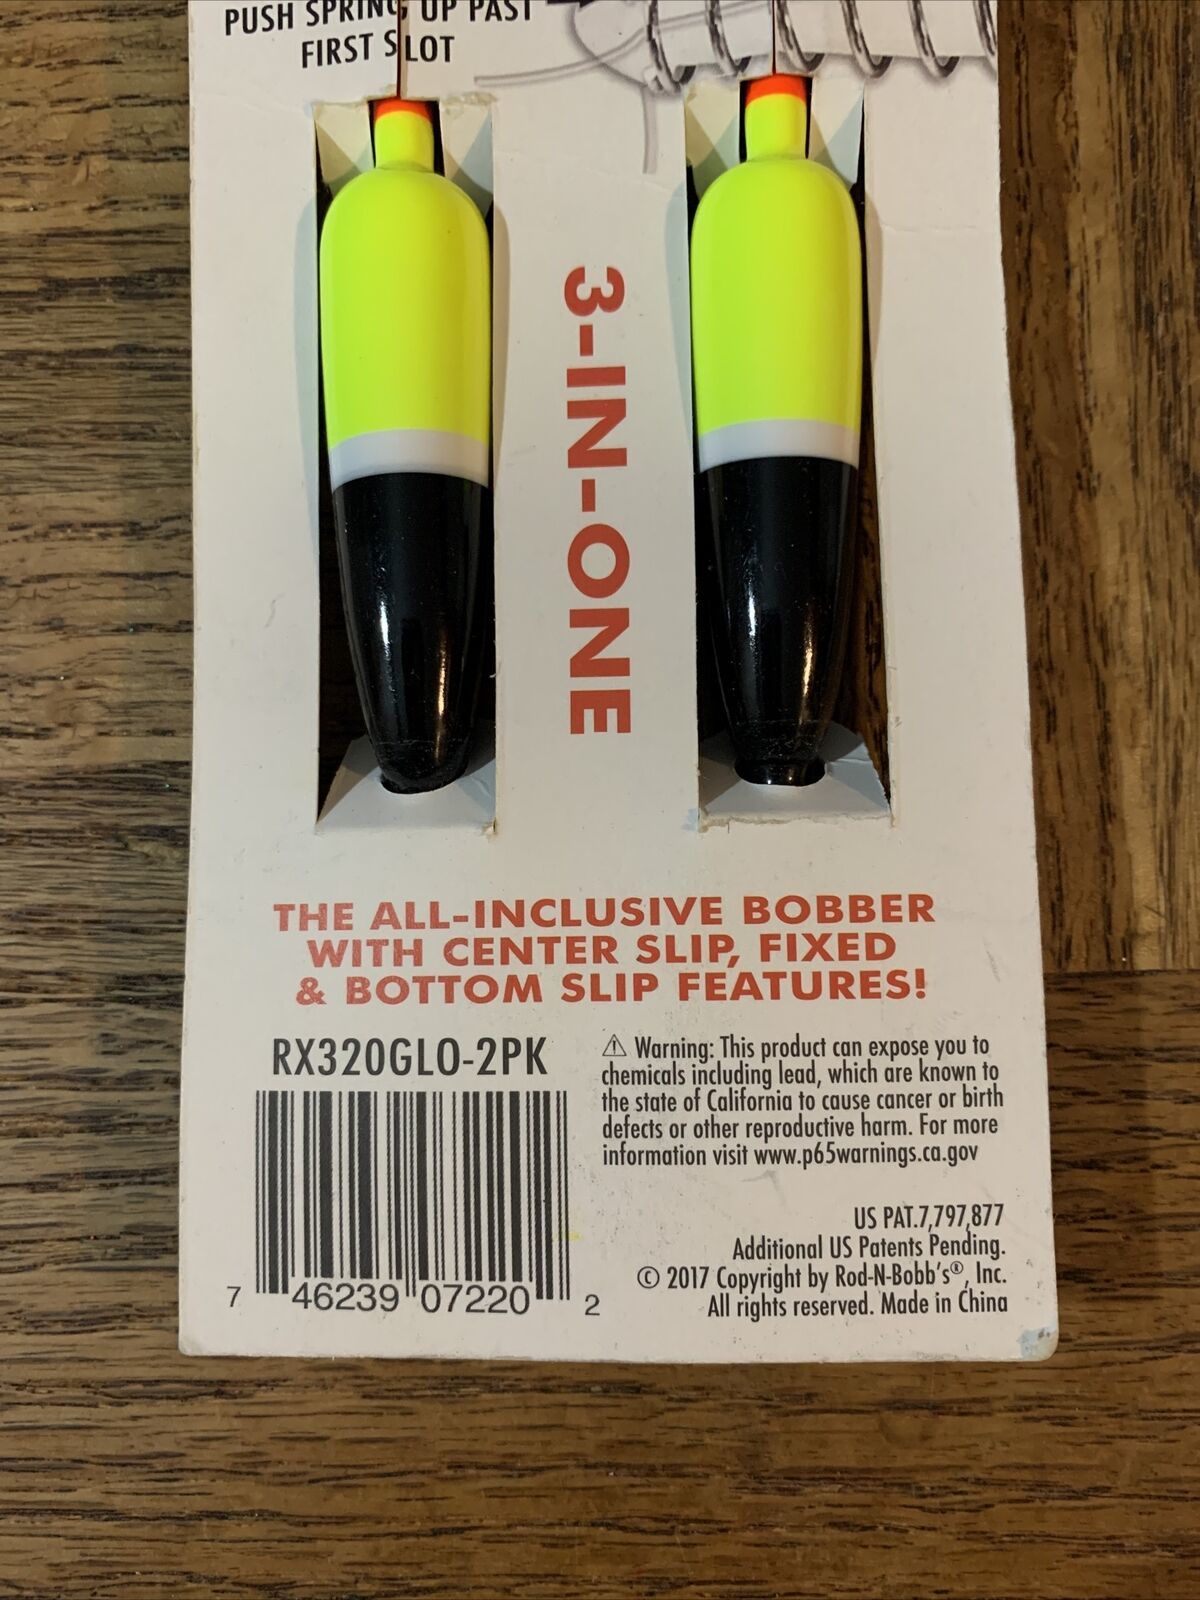 PUSH SPRING UP PAST
FIRST SLOT
3-IN-ONE
THE ALL-INCLUSIVE BOBBER
WITH CENTER SLIP, FIXED
& BOTTOM SLIP FEATURES!
RX320GLO-2PK
7 46239 07220 2
⚠ Warning: This product can expose you to
chemicals including lead, which are known to
the state of California to cause cancer or birth
defects or other reproductive harm. For more
information visit www.p65warnings.ca.gov
US PAT.7,797,877
Additional US Patents Pending.
© 2017 Copyright by Rod-N-Bobb's®, Inc.
All rights reserved. Made in China